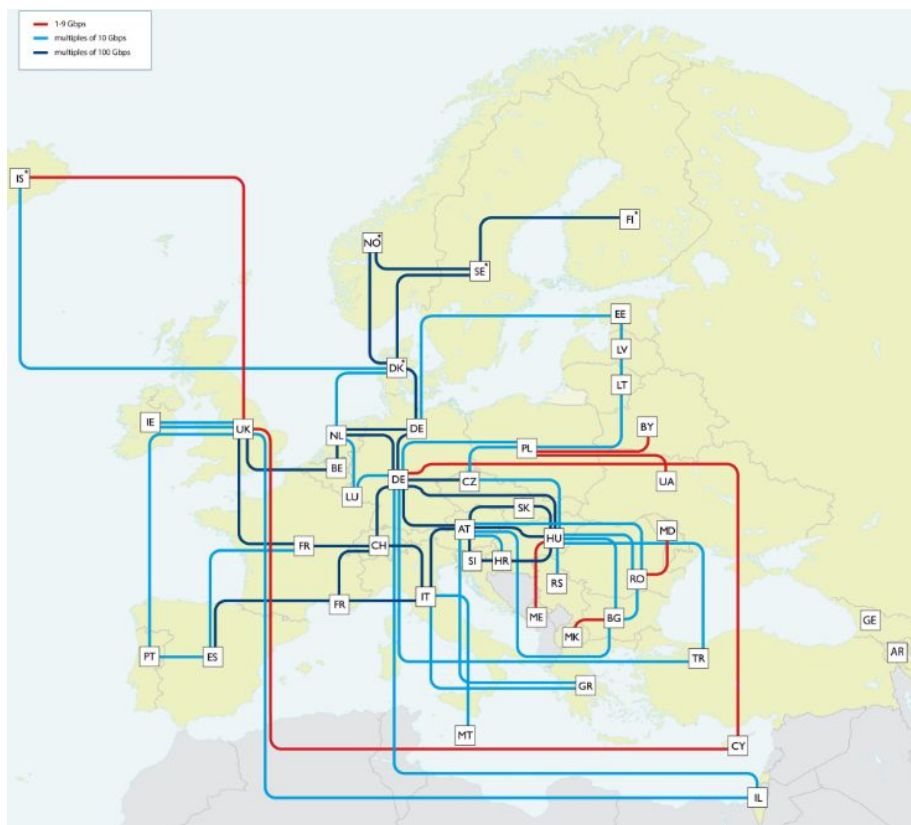 1-9 Gbps
multiples of 10 Gbps
multiples of 100 Gbps
IS*
FI*
NO*
SE*
EE
LV
DK*
LT
IE
UK
NL
DE
BY
PL
BE
LU
DE
CZ
UA
SK
AT
HU
MD
FR
CH
SI
HR
RS
RO
FR
IT
ME
MK
BG
GE
PT
ES
TR
AR
GR
MT
CY
IL